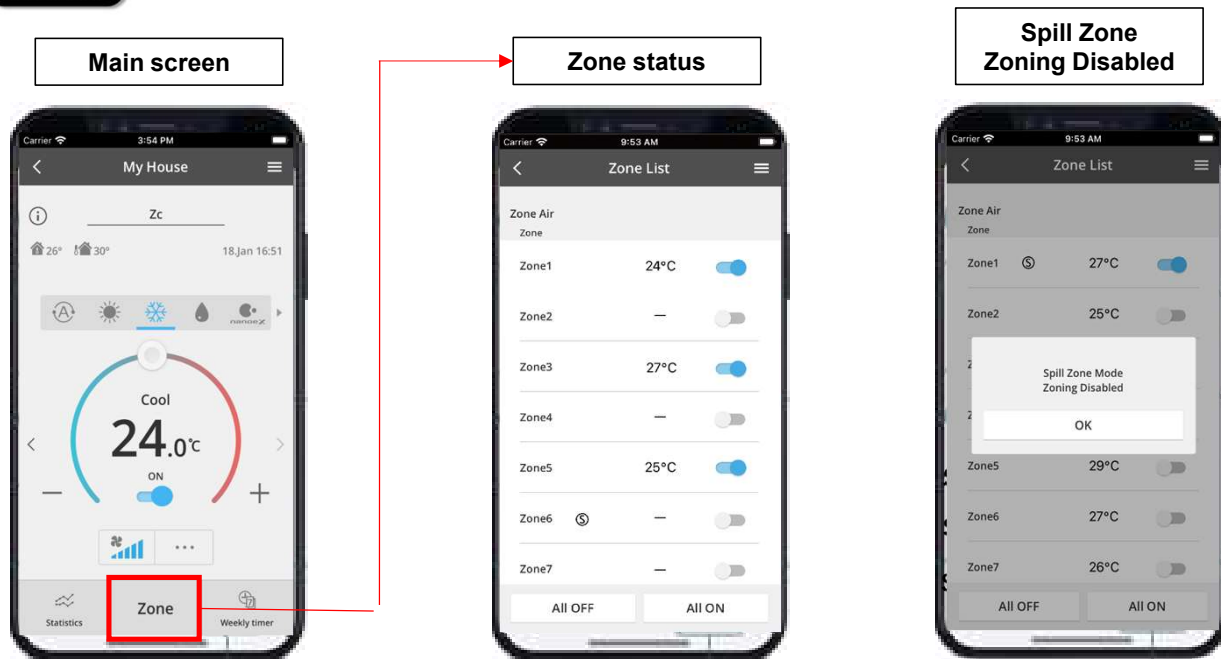 Main screen
Carrier
3:54 PM
My House
Zc
26°
30°
18.Jan 16:51
A
nanoeX
Cool
24.0°C
ON
Statistics
Zone
Weekly timer
Zone status
Carrier
9:53 AM
Zone List
Zone Air
Zone
Zone1 24°C
Zone2 —
Zone3 27°C
Zone4 —
Zone5 25°C
Zone6 Ⓢ —
Zone7 —
All OFF All ON
Spill Zone
Zoning Disabled
Carrier
9:53 AM
Zone List
Zone Air
Zone
Zone1 Ⓢ 27°C
Zone2 25°C
Spill Zone Mode
Zoning Disabled
OK
Zone5 29°C
Zone6 27°C
Zone7 26°C
All OFF All ON